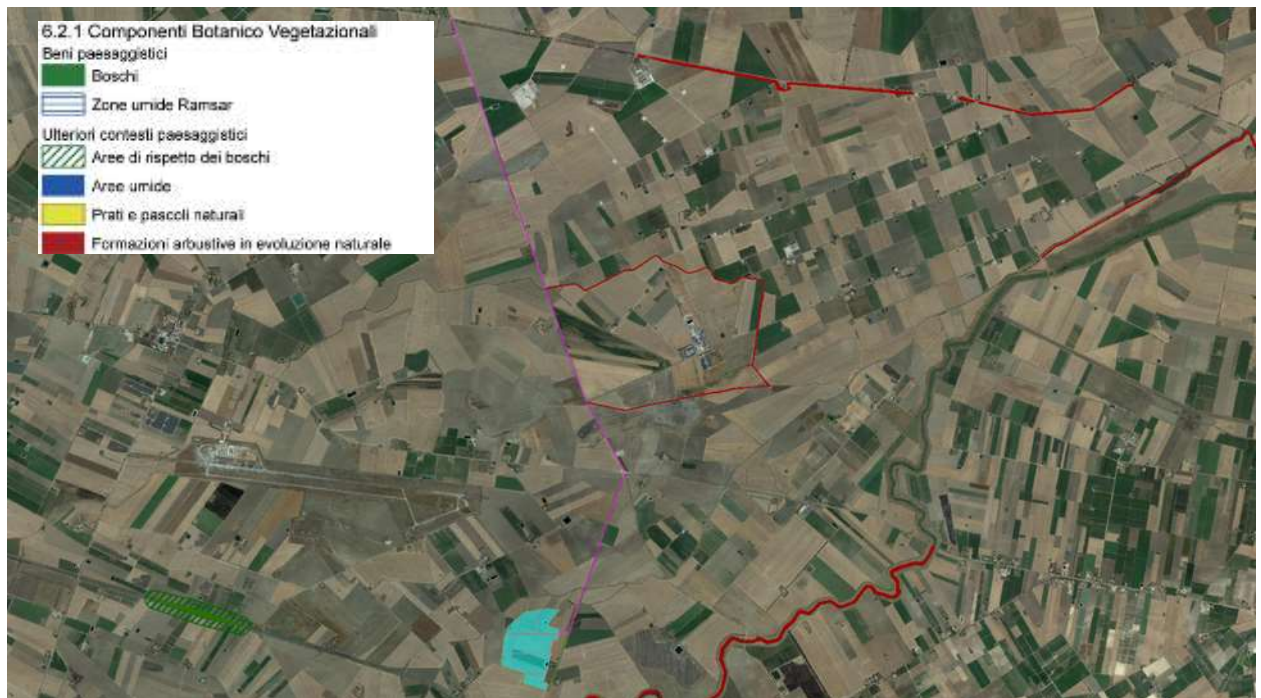 6.2.1 Componenti Botanico Vegetazionali
Beni paesaggistici
Boschi
Zone umide Ramsar
Ulteriori contesti paesaggistici
Aree di rispetto dei boschi
Aree umide
Prati e pascoli naturali
Formazioni arbustive in evoluzione naturale